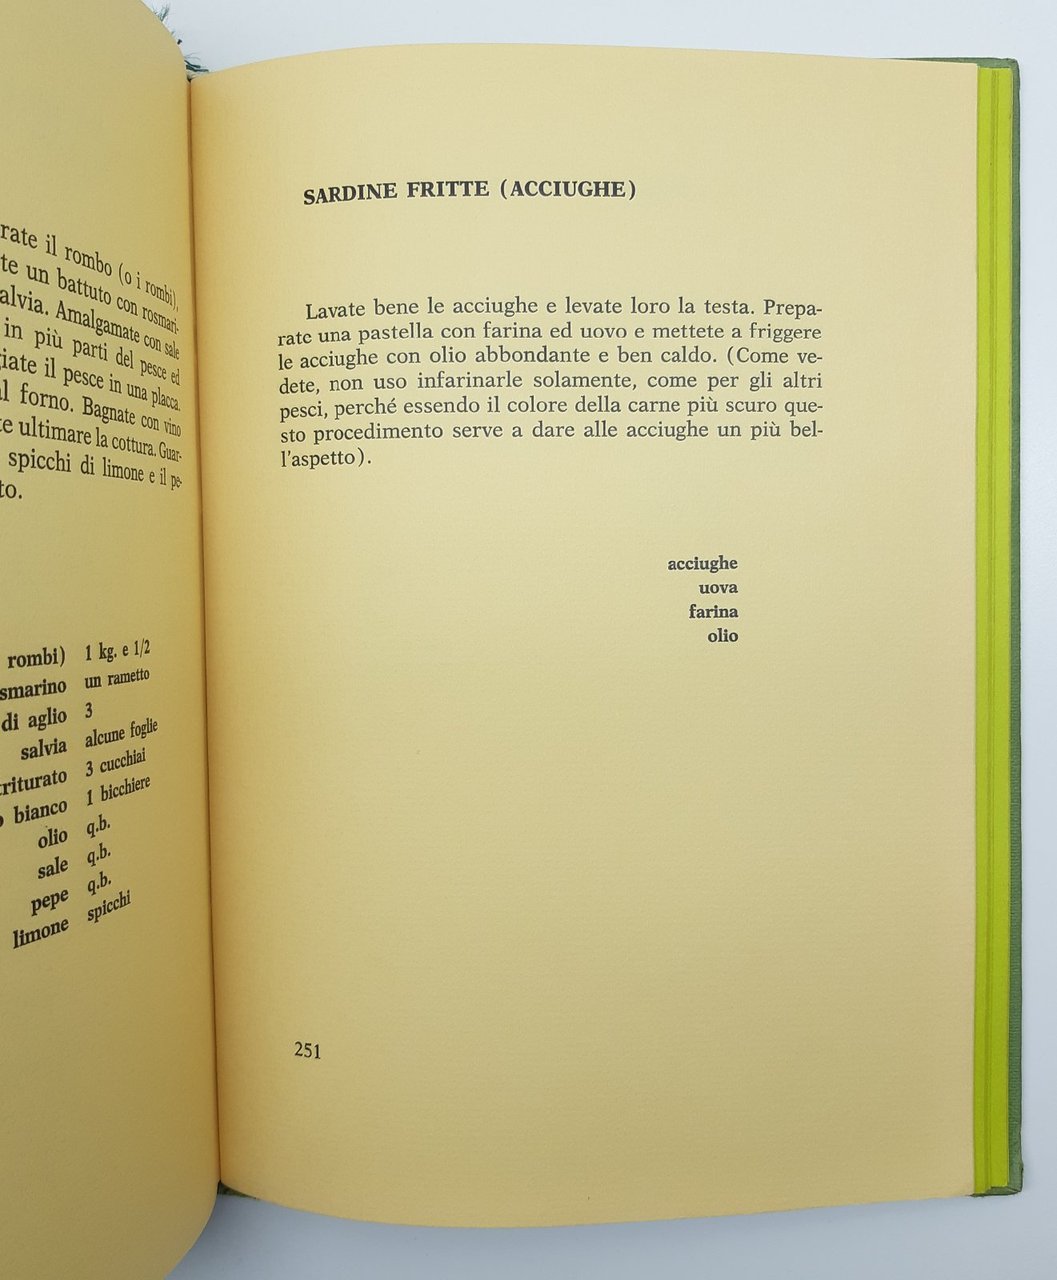 rate il rombo (o i rombi),
te un battuto con rosmari-
alvia. Amalgamate con sale
in più parti del pesce ed
giate il pesce in una placca.
al forno. Bagnate con vino
te ultimare la cottura. Guar-
spicchi di limone e il pe-
to.
rombi) 1 kg. e 1/2
smarino un rametto
di aglio 3
salvia alcune foglie
triturato 3 cucchiai
o bianco 1 bicchiere
olio q.b.
sale q.b.
pepe q.b.
limone spicchi
SARDINE FRITTE (ACCIUGHE)
Lavate bene le acciughe e levate loro la testa. Prepa-
rate una pastella con farina ed uovo e mettete a friggere
le acciughe con olio abbondante e ben caldo. (Come ve-
dete, non uso infarinarle solamente, come per gli altri
pesci, perché essendo il colore della carne più scuro que-
sto procedimento serve a dare alle acciughe un più bel-
l'aspetto).
acciughe
uova
farina
olio
251